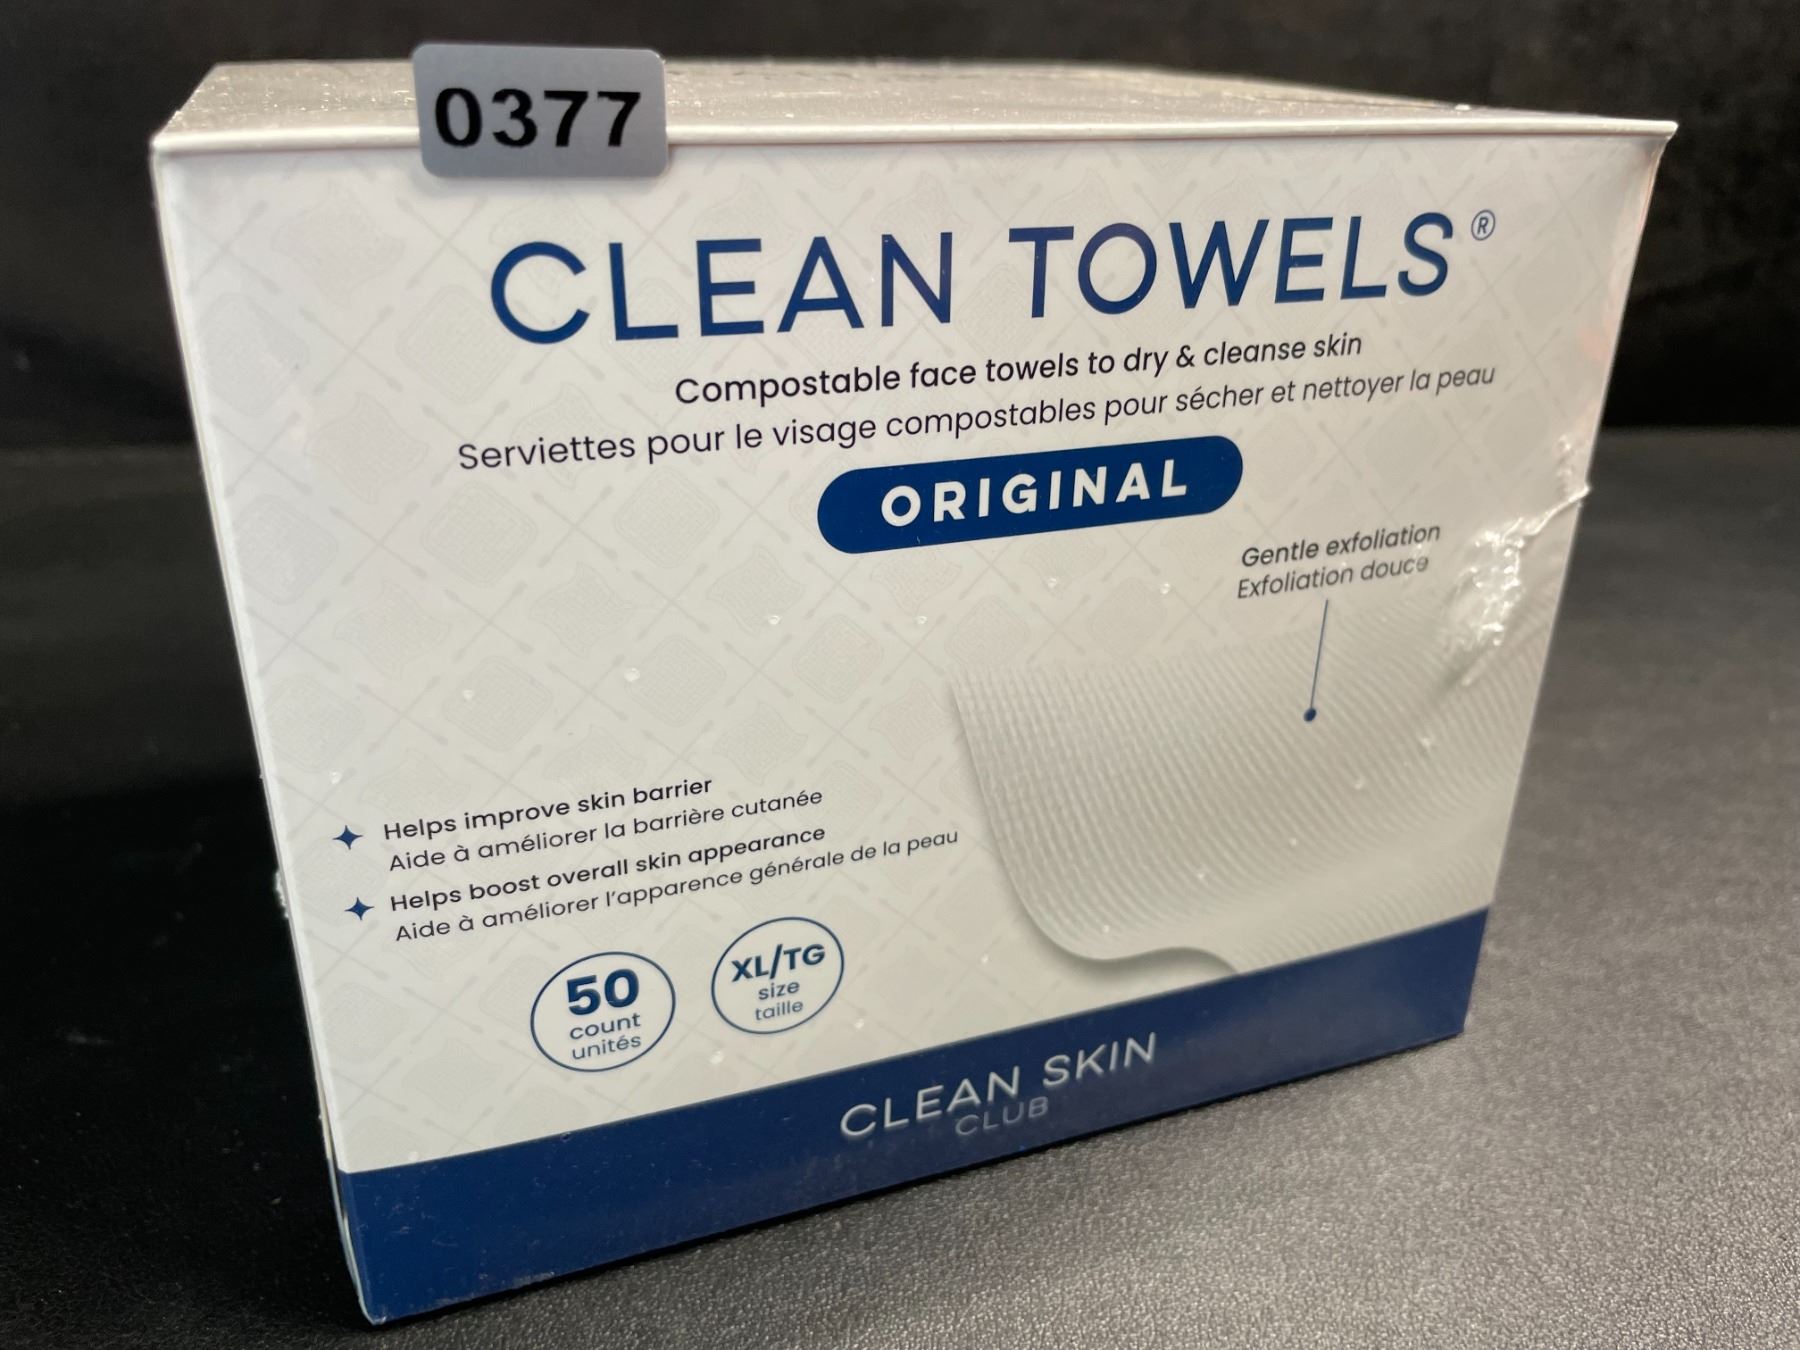 0377
CLEAN TOWELS®
Compostable face towels to dry & cleanse skin
Serviettes pour le visage compostables pour sécher et nettoyer la peau
ORIGINAL
Gentle exfoliation
Exfoliation douce
Helps improve skin barrier
Aide à améliorer la barrière cutanée
Helps boost overall skin appearance
Aide à améliorer l'apparence générale de la peau
50
count
unités
XL/TG
size
taille
CLEAN SKIN
CLUB